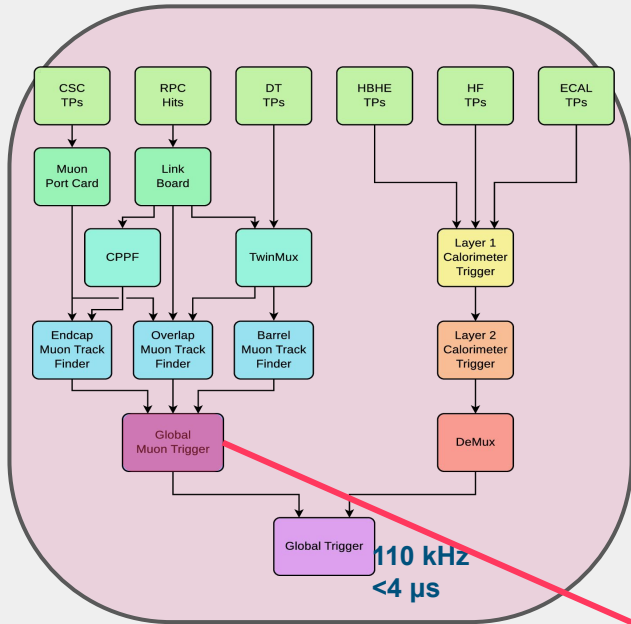 CSC
TPs
RPC
Hits
DT
TPs
HBHE
TPs
HF
TPs
ECAL
TPs
Muon
Port Card
Link
Board
CPPF
TwinMux
Layer 1
Calorimeter
Trigger
Endcap
Muon Track
Finder
Overlap
Muon Track
Finder
Barrel
Muon Track
Finder
Layer 2
Calorimeter
Trigger
Global
Muon Trigger
DeMux
Global Trigger
110 kHz
<4 µs